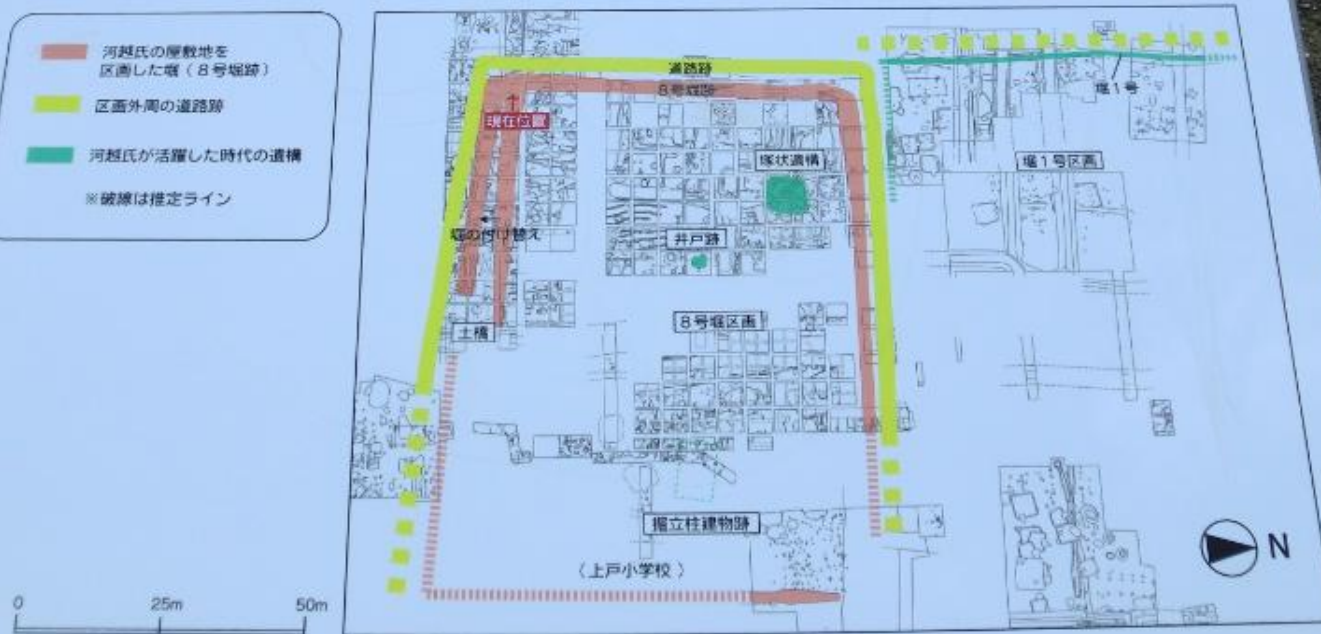 河越氏の屋敷地を
区画した堀(8号堀跡)
区画外周の道路跡
河越氏が活躍した時代の遺構
※破線は推定ライン
道路跡
8号堀跡
堀1号
現在位置
塚状遺構
堀1号区画
堀の付け替え
井戸跡
土橋
8号堀区画
掘立柱建物跡
(上戸小学校)
N
0 25m 50m